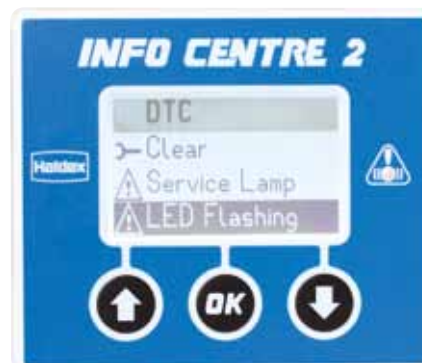 INFO CENTRE 2
DTC
Clear
Haldex
Service Lamp
LED Flashing
OK